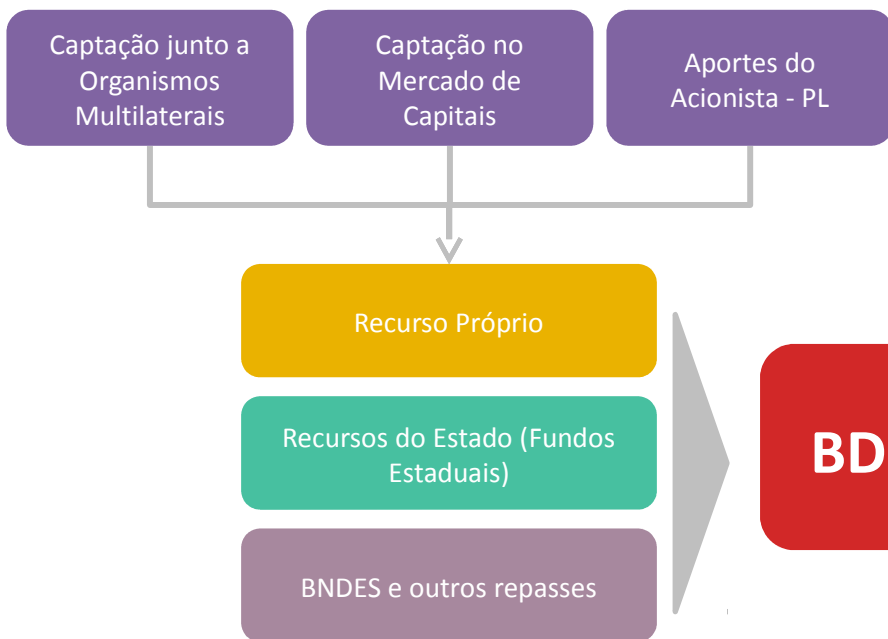 Captação junto a
Organismos
Multilaterais
Captação no
Mercado de
Capitais
Aportes do
Acionista - PL
Recurso Próprio
Recursos do Estado (Fundos
Estaduais)
BD
BNDES e outros repasses